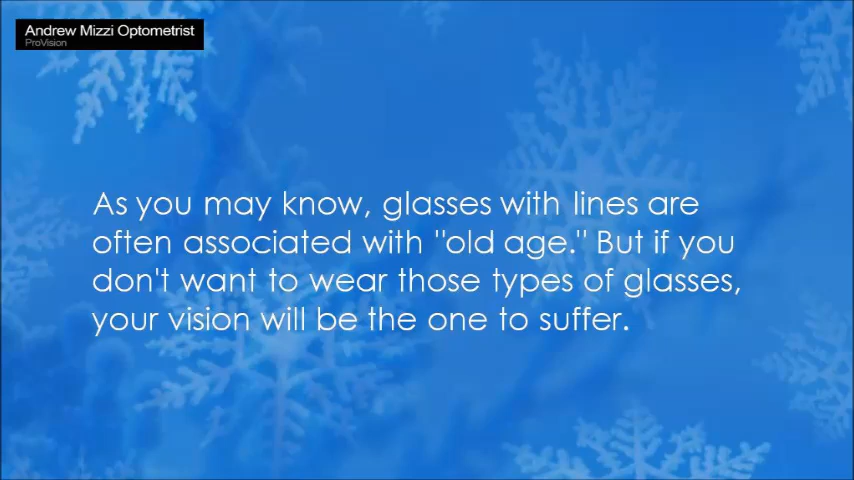 Andrew Mizzi Optometrist
ProVision
As you may know, glasses with lines are
often associated with "old age." But if you
don't want to wear those types of glasses,
your vision will be the one to suffer.